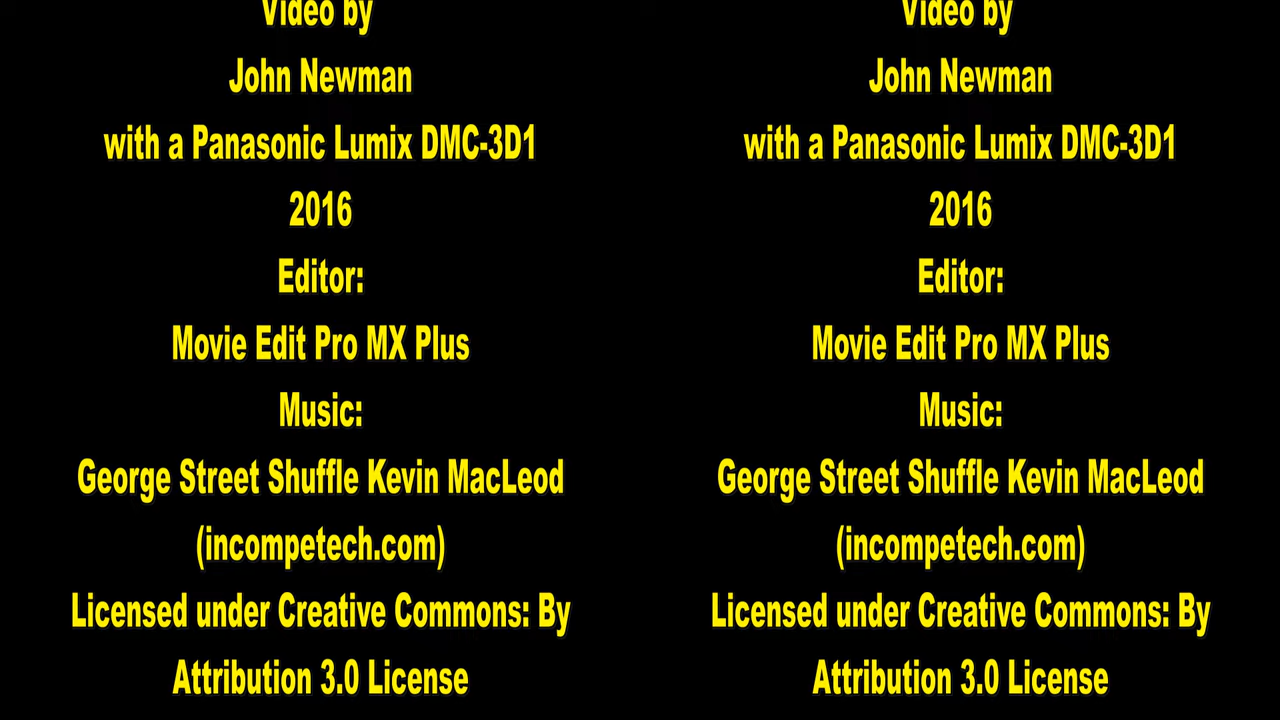 Video by
John Newman
with a Panasonic Lumix DMC-3D1
2016
Editor:
Movie Edit Pro MX Plus
Music:
George Street Shuffle Kevin MacLeod
(incompetech.com)
Licensed under Creative Commons: By
Attribution 3.0 License
Video by
John Newman
with a Panasonic Lumix DMC-3D1
2016
Editor:
Movie Edit Pro MX Plus
Music:
George Street Shuffle Kevin MacLeod
(incompetech.com)
Licensed under Creative Commons: By
Attribution 3.0 License